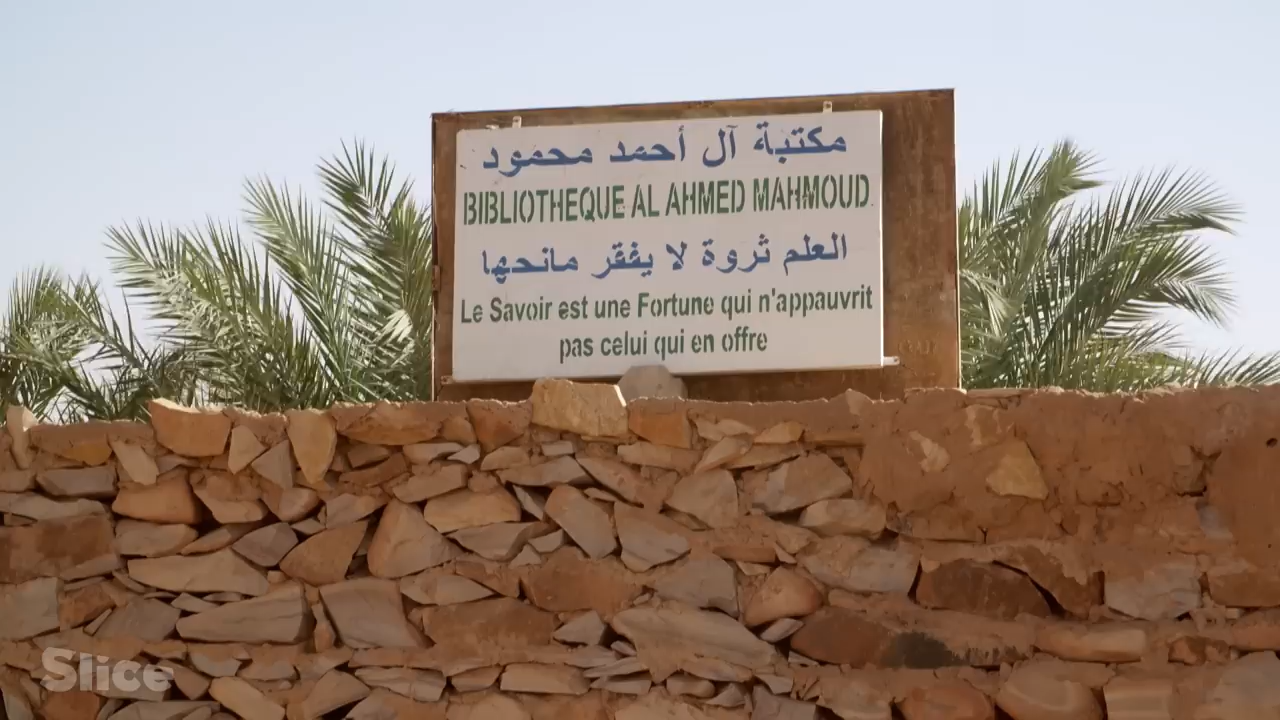 مكتبة آل أحمد محمود
BIBLIOTHEQUE AL AHMED MAHMOUD
العلم ثروة لا يفقر مانحها
Le Savoir est une Fortune qui n'appauvrit
pas celui qui en offre
Slice